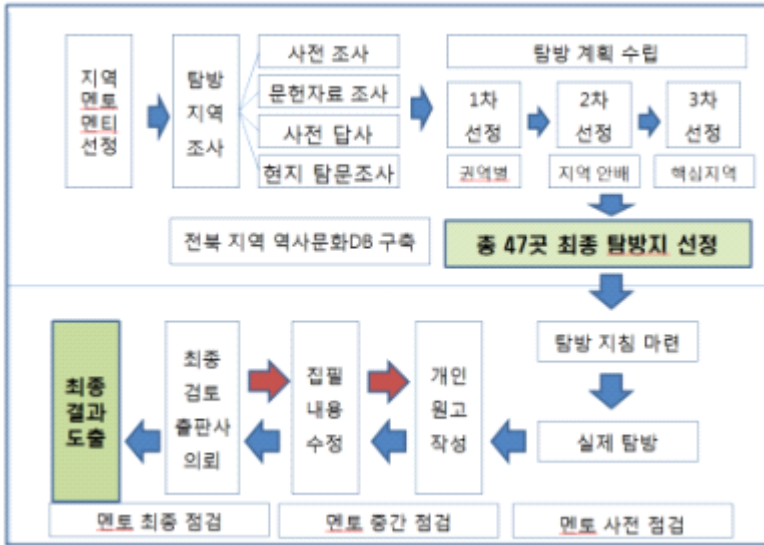 지역
멘토
멘티
선정
탐방
지역
조사
사전 조사
문헌자료 조사
사전 답사
현지 탐문조사
탐방 계획 수립
1차
선정
2차
선정
3차
선정
권역별
지역 안배
핵심지역
전북 지역 역사문화DB 구축
총 47곳 최종 탐방지 선정
탐방 지침 마련
실제 탐방
개인
원고
작성
집필
내용
수정
최종
검토
출판사
의뢰
최종
결과
도출
멘토 최종 점검
멘토 중간 점검
멘토 사전 점검